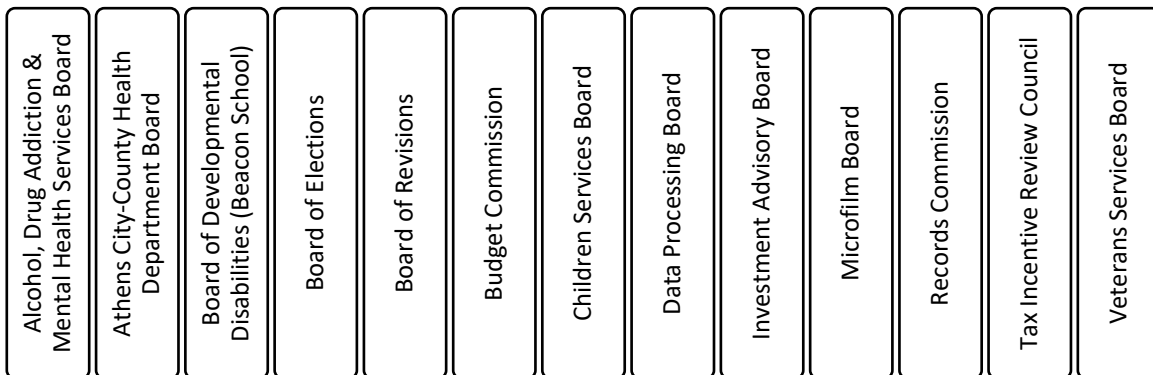 Alcohol, Drug Addiction &
Mental Health Services Board
Athens City-County Health
Department Board
Board of Developmental
Disabilities (Beacon School)
Board of Elections
Board of Revisions
Budget Commission
Children Services Board
Data Processing Board
Investment Advisory Board
Microfilm Board
Records Commission
Tax Incentive Review Council
Veterans Services Board